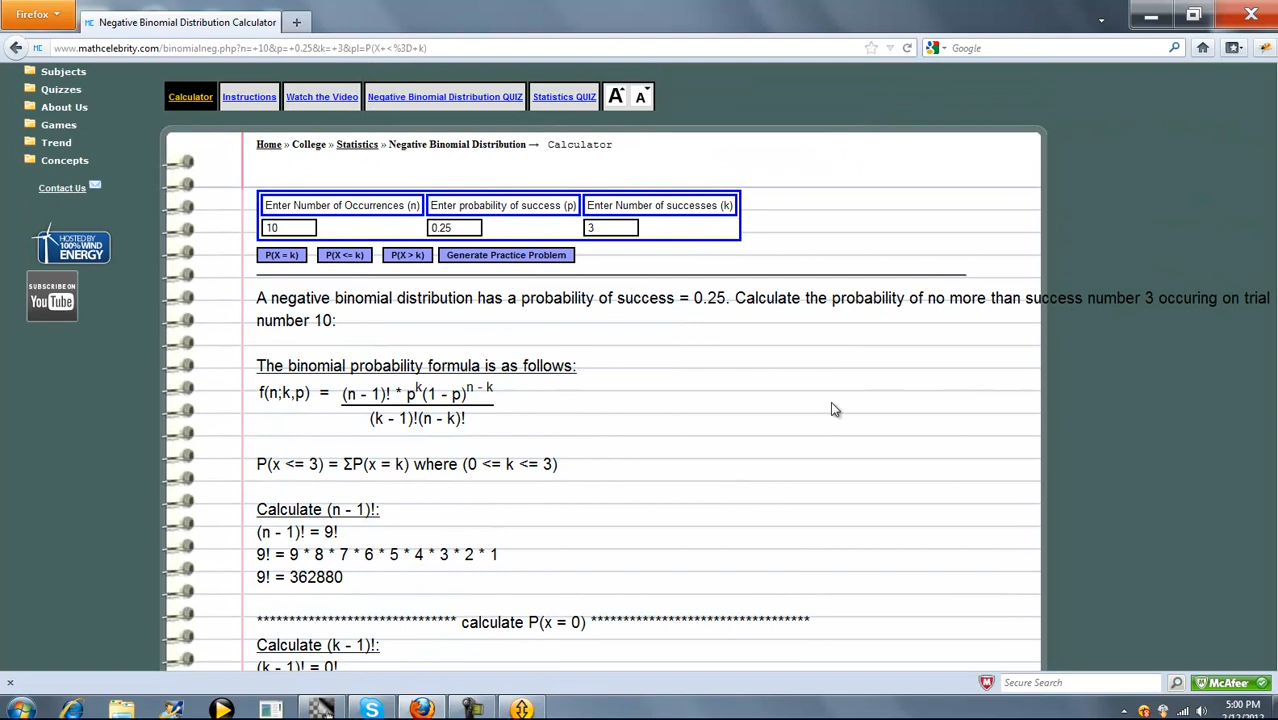 Firefox
Negative Binomial Distribution Calculator
www.mathcelebrity.com/binomialneg.php?n=+10&p=+0.25&k=+3&pl=P(X+<%3D+k)
Google
Subjects
Quizzes
About Us
Games
Trend
Concepts
Contact Us
HOSTED BY
100% WIND
ENERGY
SUBSCRIBE ON
YouTube
Calculator
Instructions
Watch the Video
Negative Binomial Distribution QUIZ
Statistics QUIZ
A
A
Home » College » Statistics » Negative Binomial Distribution → Calculator
Enter Number of Occurrences (n) Enter probability of success (p) Enter Number of successes (k)
10 0.25 3
P(X = k) P(X <= k) P(X > k) Generate Practice Problem
A negative binomial distribution has a probability of success = 0.25. Calculate the probability of no more than success number 3 occuring on trial
number 10:
The binomial probability formula is as follows:
f(n;k,p) = (n - 1)! * p^k(1 - p)^n - k
(k - 1)!(n - k)!
P(x <= 3) = ΣP(x = k) where (0 <= k <= 3)
Calculate (n - 1)!:
(n - 1)! = 9!
9! = 9 * 8 * 7 * 6 * 5 * 4 * 3 * 2 * 1
9! = 362880
******************************* calculate P(x = 0) **********************************
Calculate (k - 1)!:
(k - 1)! = 0!
Secure Search
McAfee
5:00 PM
2/12/2012